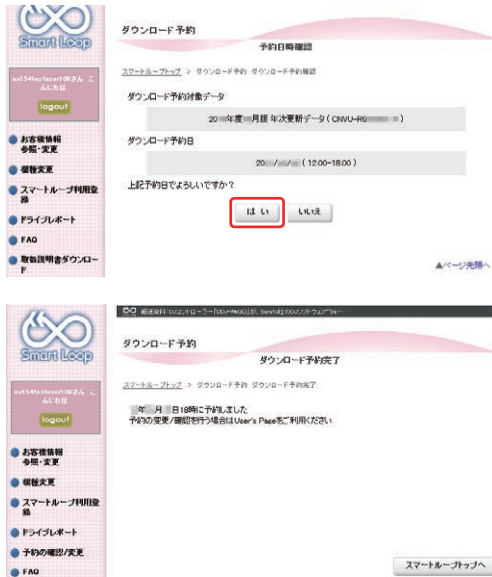 Smart Loop
ダウンロード予約
予約日時確認
スマートループトップ > ダウンロード予約 ダウンロード予約確認
んにちは
logout
ダウンロード予約対象データ
20 年度 月版 年次更新データ ( CNVU-R6 )
ダウンロード予約日
20 / / ( 12:00-18:00 )
上記予約日でよろしいですか?
はい いいえ
お客様情報
参照・変更
機種変更
スマートループ利用登
録
ドライブレポート
FAQ
取扱説明書ダウンロー
ド
▲ページ先頭へ
Smart Loop
ダウンロード予約
ダウンロード予約完了
スマートループトップ > ダウンロード予約 ダウンロード予約完了
んにちは
logout
年 月 日18時に予約しました
予約の変更/確認を行う場合はUser's Pageをご利用ください
お客様情報
参照・変更
機種変更
スマートループ利用登
録
ドライブレポート
予約の確認/変更
FAQ
スマートループトップへ